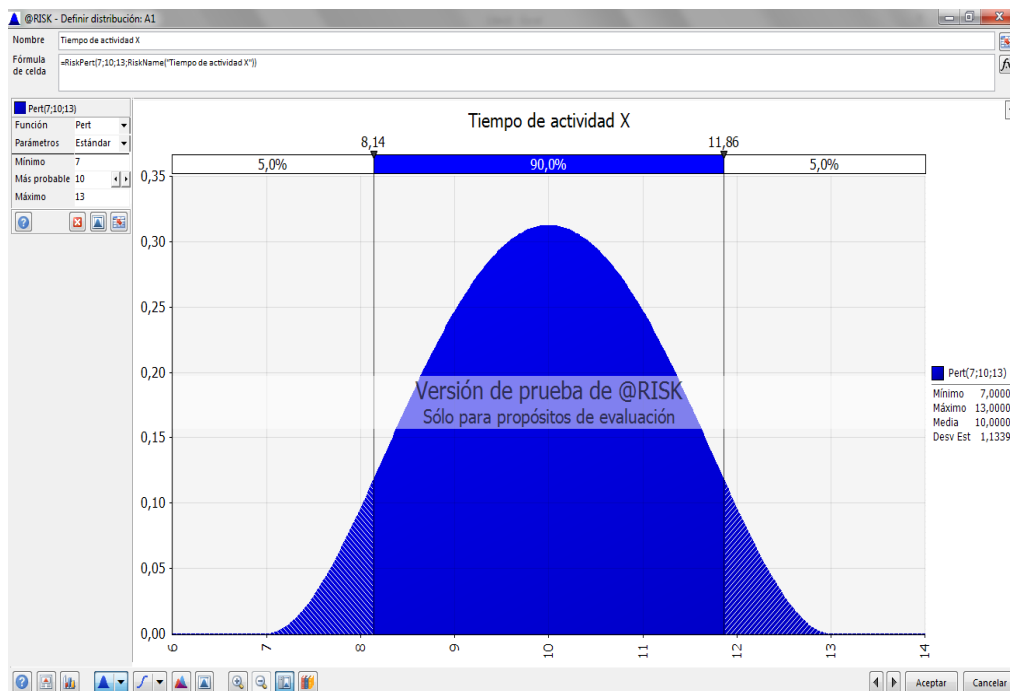 @RISK - Definir distribución: A1
Nombre
Tiempo de actividad X
Fórmula
de celda
=RiskPert(7;10;13;RiskName("Tiempo de actividad X"))
Pert(7;10;13)
Función Pert
Parámetros Estándar
Mínimo 7
Más probable 10
Máximo 13
Tiempo de actividad X
8,14 11,86
5,0% 90,0% 5,0%
0,35
0,30
0,25
0,20
0,15
0,10
0,05
0,00
Versión de prueba de @RISK
Sólo para propósitos de evaluación
6 7 8 9 10 11 12 13 14
Pert(7;10;13)
Mínimo 7,0000
Máximo 13,0000
Media 10,0000
Desv Est 1,1339
Aceptar Cancelar